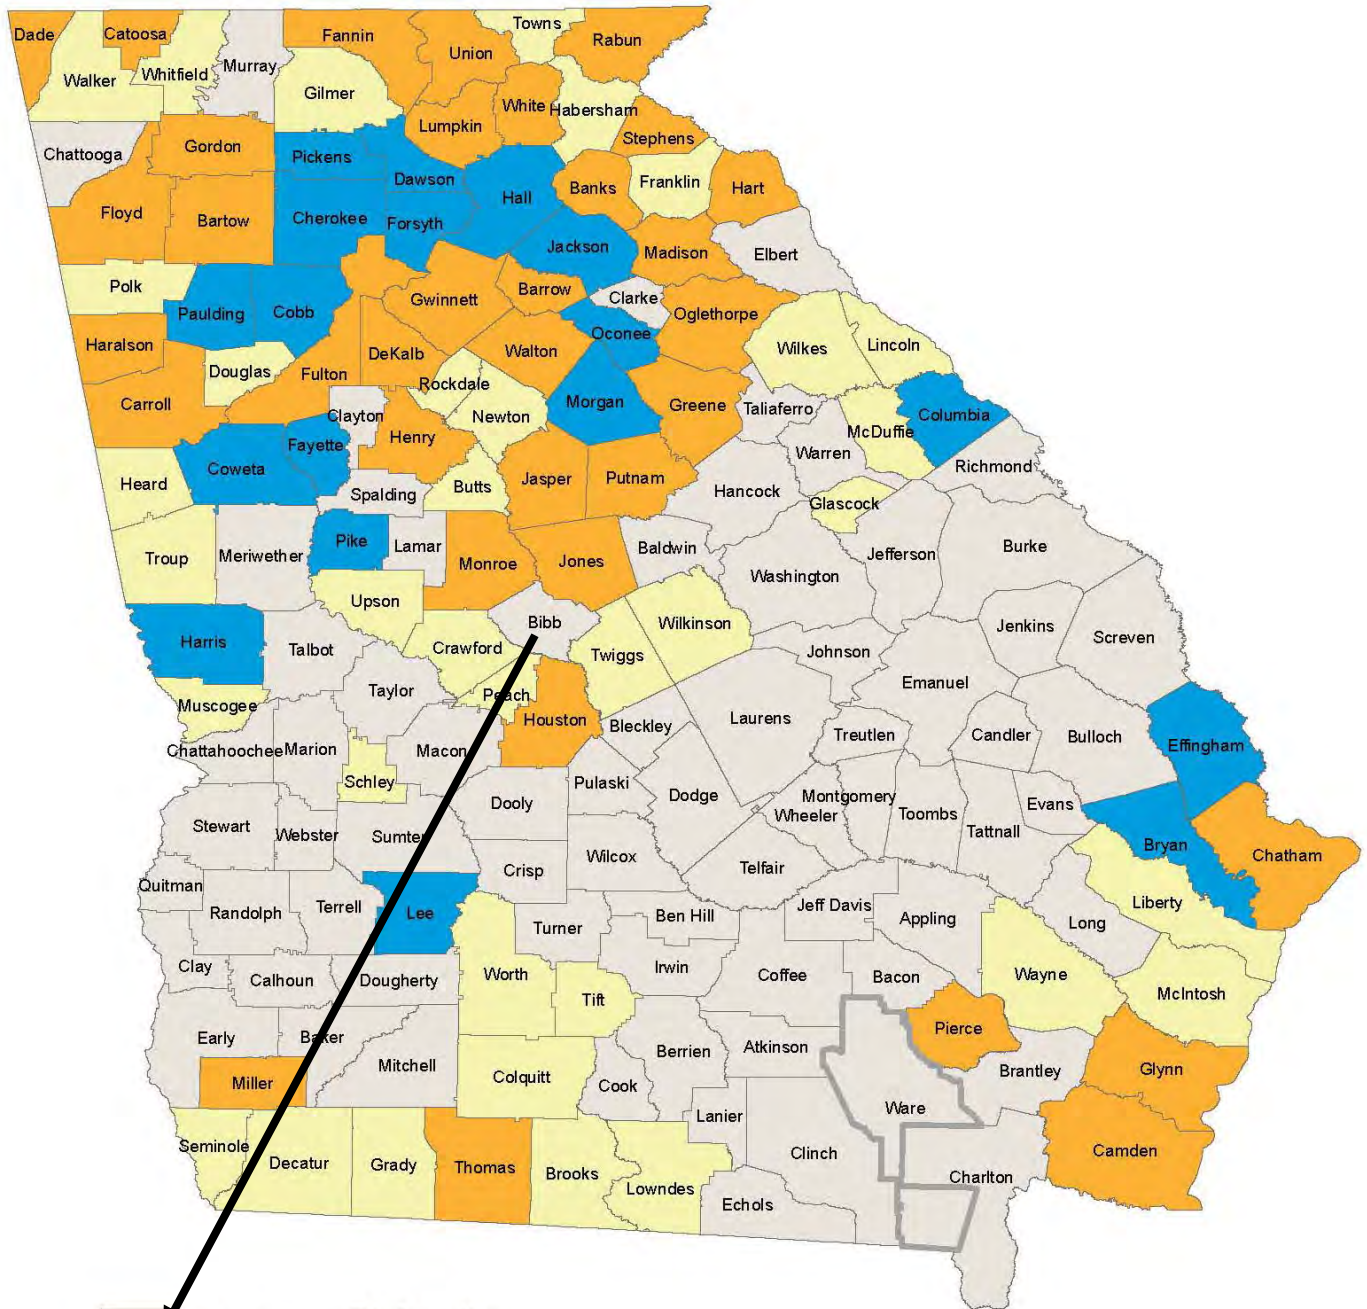 Dade
Catoosa
Fannin
Union
Towns
Rabun
Walker
Whitfield
Murray
Gilmer
White
Habersham
Lumpkin
Stephens
Chattooga
Gordon
Pickens
Dawson
Hall
Banks
Franklin
Hart
Floyd
Bartow
Cherokee
Forsyth
Jackson
Madison
Elbert
Polk
Paulding
Cobb
Gwinnett
Barrow
Clarke
Oglethorpe
Oconee
Haralson
Douglas
Fulton
DeKalb
Walton
Wilkes
Lincoln
Rockdale
Carroll
Clayton
Henry
Newton
Morgan
Greene
Taliaferro
McDuffie
Columbia
Fayette
Coweta
Heard
Spalding
Butts
Jasper
Putnam
Hancock
Warren
Richmond
Glascock
Troup
Meriwether
Pike
Lamar
Monroe
Jones
Baldwin
Washington
Jefferson
Burke
Upson
Bibb
Wilkinson
Jenkins
Screven
Harris
Talbot
Crawford
Twiggs
Johnson
Emanuel
Muscogee
Taylor
Peach
Houston
Bleckley
Laurens
Treutlen
Candler
Bulloch
Effingham
Chattahoochee
Marion
Macon
Schley
Pulaski
Dooly
Dodge
Montgomery
Wheeler
Toombs
Evans
Tattnall
Stewart
Webster
Sumter
Crisp
Wilcox
Telfair
Bryan
Chatham
Quitman
Randolph
Terrell
Lee
Turner
Ben Hill
Jeff Davis
Appling
Long
Liberty
Clay
Calhoun
Dougherty
Worth
Tift
Irwin
Coffee
Bacon
Wayne
McIntosh
Early
Baker
Mitchell
Miller
Colquitt
Cook
Berrien
Atkinson
Pierce
Brantley
Glynn
Lanier
Ware
Seminole
Decatur
Grady
Thomas
Brooks
Lowndes
Clinch
Echols
Charlton
Camden